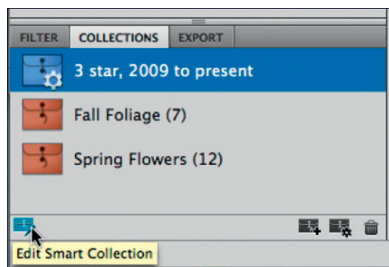 FILTER COLLECTIONS EXPORT
3 star, 2009 to present
Fall Foliage (7)
Spring Flowers (12)
Edit Smart Collection